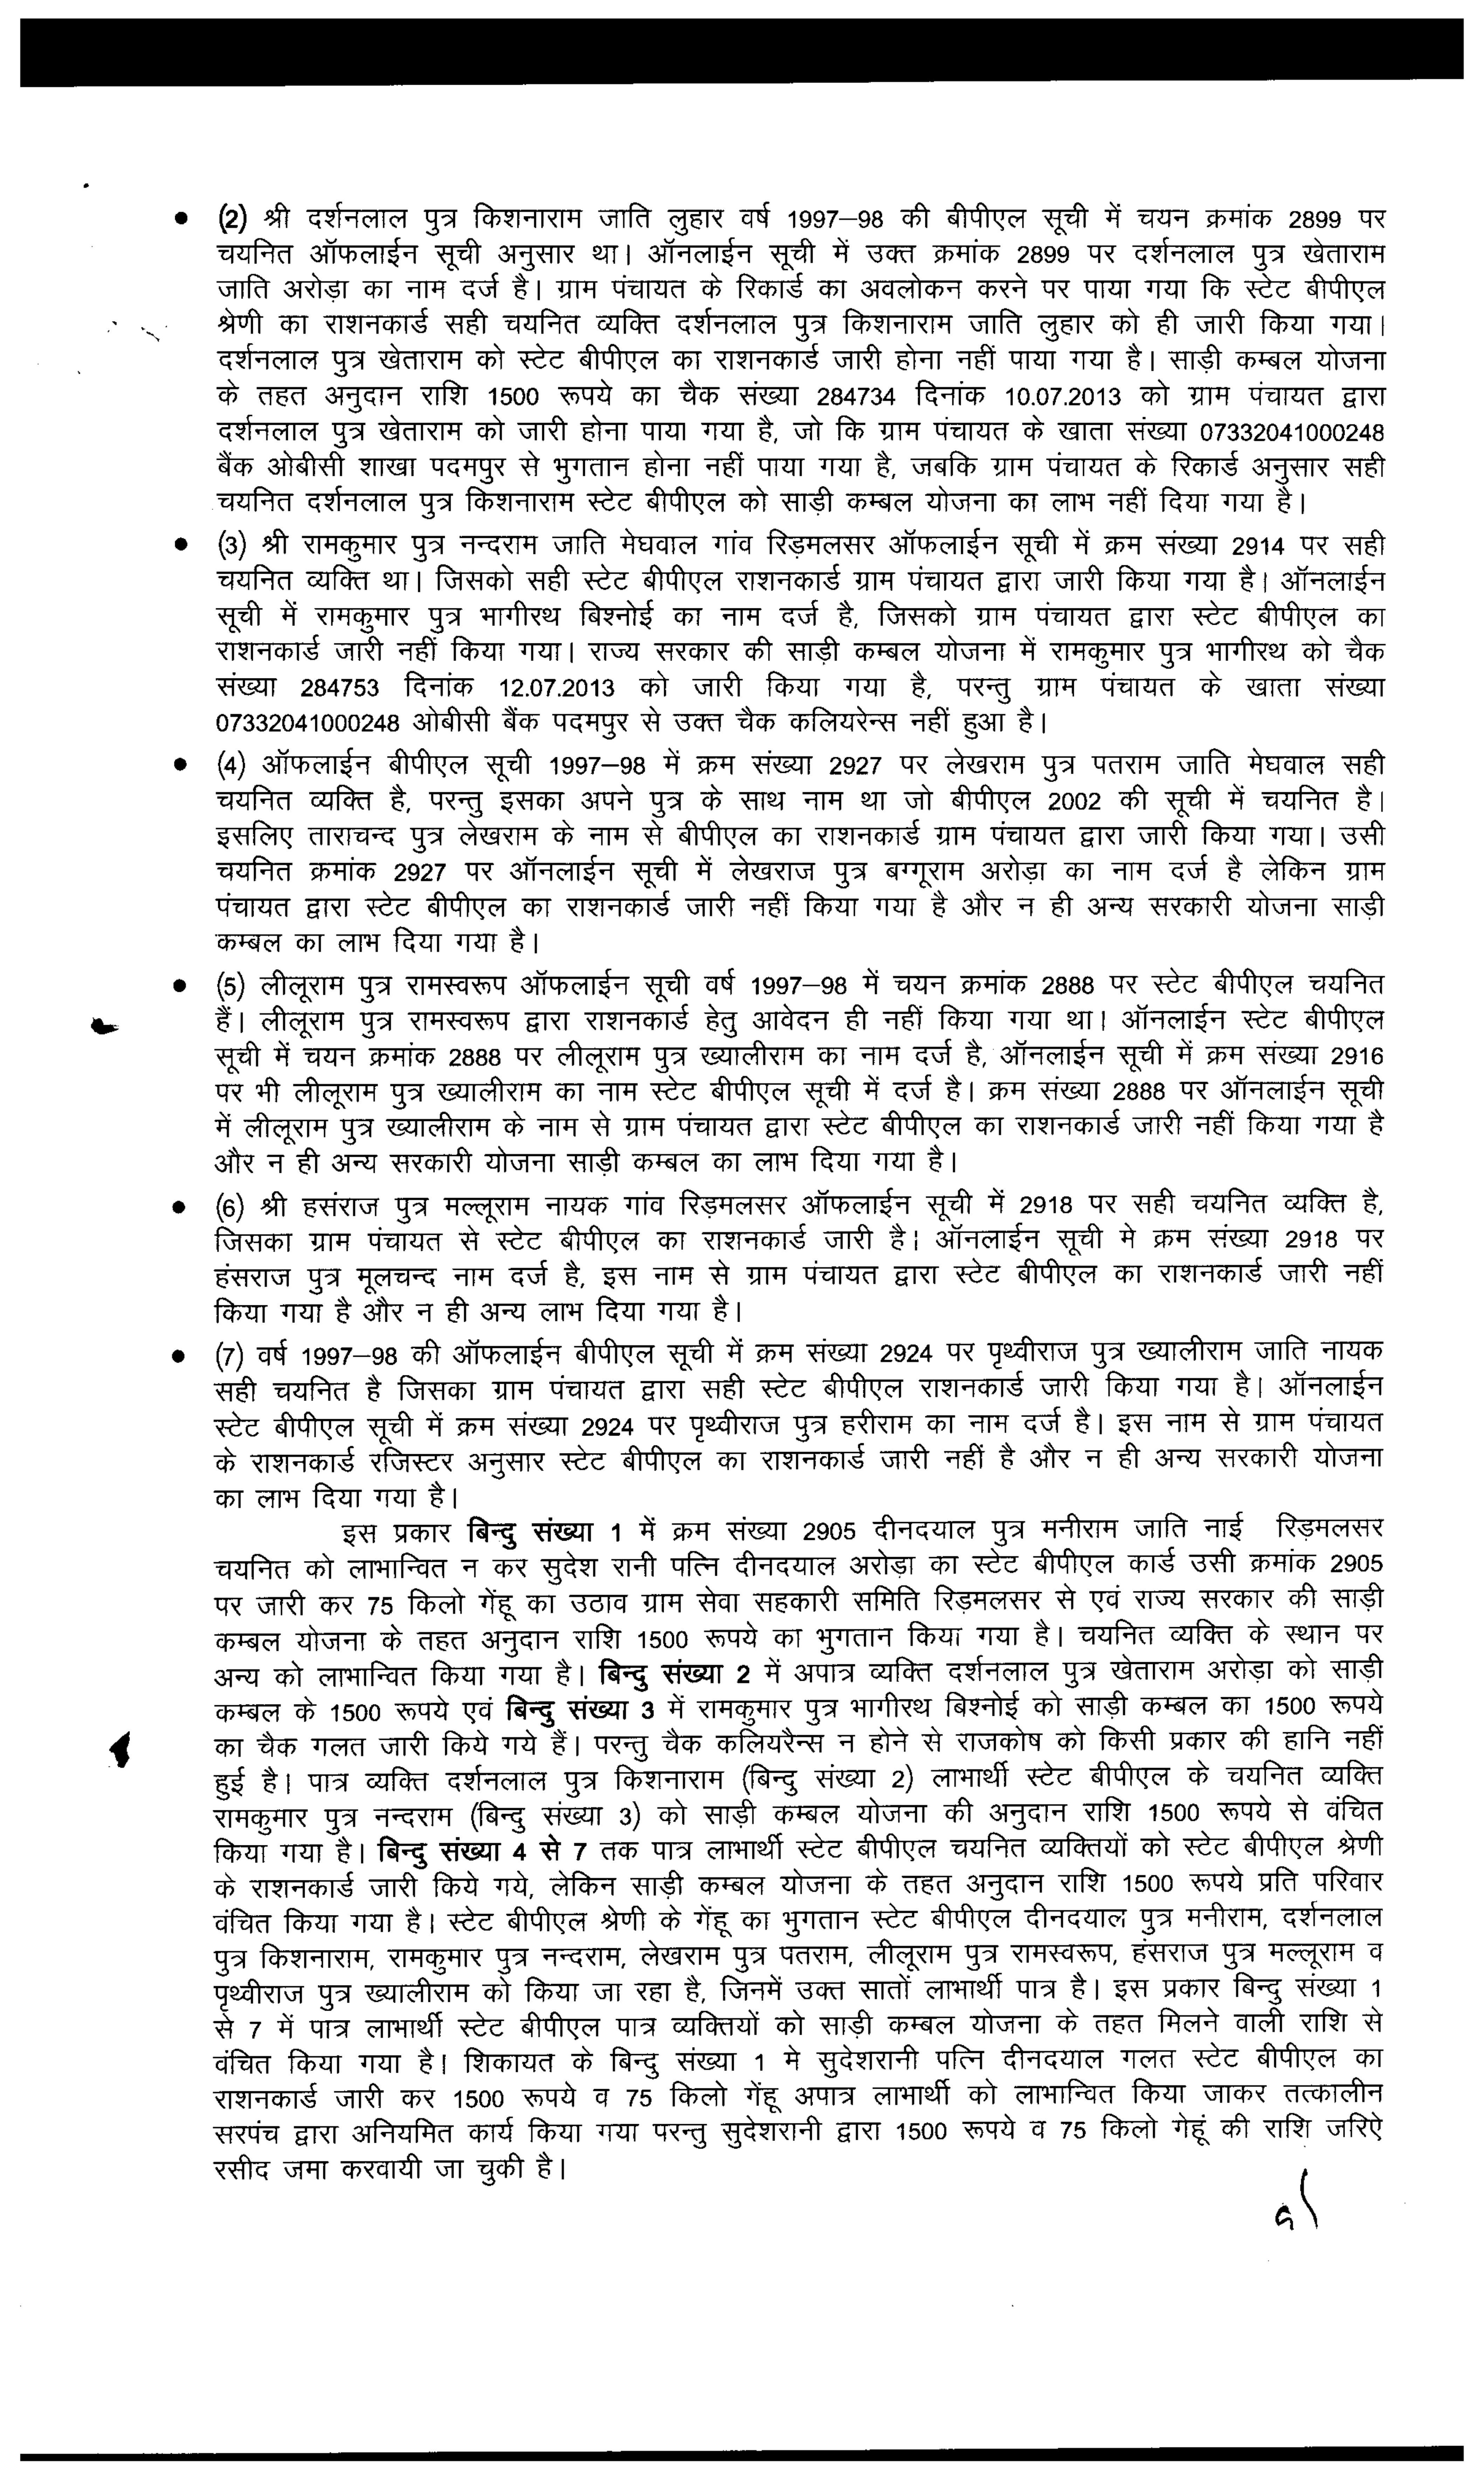 • (2) श्री दर्शनलाल पुत्र किशनाराम जाति लुहार वर्ष 1997–98 की बीपीएल सूची में चयन क्रमांक 2899 पर
चयनित ऑफलाईन सूची अनुसार था। ऑनलाईन सूची में उक्त क्रमांक 2899 पर दर्शनलाल पुत्र खेताराम
जाति अरोड़ा का नाम दर्ज है। ग्राम पंचायत के रिकार्ड का अवलोकन करने पर पाया गया कि स्टेट बीपीएल
श्रेणी का राशनकार्ड सही चयनित व्यक्ति दर्शनलाल पुत्र किशनाराम जाति लुहार को ही जारी किया गया।
दर्शनलाल पुत्र खेताराम को स्टेट बीपीएल का राशनकार्ड जारी होना नहीं पाया गया है। साड़ी कम्बल योजना
के तहत अनुदान राशि 1500 रूपये का चैक संख्या 284734 दिनांक 10.07.2013 को ग्राम पंचायत द्वारा
दर्शनलाल पुत्र खेताराम को जारी होना पाया गया है, जो कि ग्राम पंचायत के खाता संख्या 07332041000248
बैंक ओबीसी शाखा पदमपुर से भुगतान होना नहीं पाया गया है, जबकि ग्राम पंचायत के रिकार्ड अनुसार सही
चयनित दर्शनलाल पुत्र किशनाराम स्टेट बीपीएल को साड़ी कम्बल योजना का लाभ नहीं दिया गया है।
• (3) श्री रामकुमार पुत्र नन्दराम जाति मेघवाल गांव रिड़मलसर ऑफलाईन सूची में क्रम संख्या 2914 पर सही
चयनित व्यक्ति था। जिसको सही स्टेट बीपीएल राशनकार्ड ग्राम पंचायत द्वारा जारी किया गया है। ऑनलाईन
सूची में रामकुमार पुत्र भागीरथ बिश्नोई का नाम दर्ज है, जिसको ग्राम पंचायत द्वारा स्टेट बीपीएल का
राशनकार्ड जारी नहीं किया गया। राज्य सरकार की साड़ी कम्बल योजना में रामकुमार पुत्र भागीरथ को चैक
संख्या 284753 दिनांक 12.07.2013 को जारी किया गया है, परन्तु ग्राम पंचायत के खाता संख्या
07332041000248 ओबीसी बैंक पदमपुर से उक्त चैक कलियरेन्स नहीं हुआ है।
• (4) ऑफलाईन बीपीएल सूची 1997–98 में क्रम संख्या 2927 पर लेखराम पुत्र पतराम जाति मेघवाल सही
चयनित व्यक्ति है, परन्तु इसका अपने पुत्र के साथ नाम था जो बीपीएल 2002 की सूची में चयनित है।
इसलिए ताराचन्द पुत्र लेखराम के नाम से बीपीएल का राशनकार्ड ग्राम पंचायत द्वारा जारी किया गया। उसी
चयनित क्रमांक 2927 पर ऑनलाईन सूची में लेखराज पुत्र बग्गूराम अरोड़ा का नाम दर्ज है लेकिन ग्राम
पंचायत द्वारा स्टेट बीपीएल का राशनकार्ड जारी नहीं किया गया है और न ही अन्य सरकारी योजना साड़ी
कम्बल का लाभ दिया गया है।
• (5) लीलूराम पुत्र रामस्वरूप ऑफलाईन सूची वर्ष 1997–98 में चयन क्रमांक 2888 पर स्टेट बीपीएल चयनित
हैं। लीलूराम पुत्र रामस्वरूप द्वारा राशनकार्ड हेतु आवेदन ही नहीं किया गया था। ऑनलाईन स्टेट बीपीएल
सूची में चयन क्रमांक 2888 पर लीलूराम पुत्र ख्यालीराम का नाम दर्ज है, ऑनलाईन सूची में क्रम संख्या 2916
पर भी लीलूराम पुत्र ख्यालीराम का नाम स्टेट बीपीएल सूची में दर्ज है। क्रम संख्या 2888 पर ऑनलाईन सूची
में लीलूराम पुत्र ख्यालीराम के नाम से ग्राम पंचायत द्वारा स्टेट बीपीएल का राशनकार्ड जारी नहीं किया गया है
और न ही अन्य सरकारी योजना साड़ी कम्बल का लाभ दिया गया है।
• (6) श्री हसंराज पुत्र मल्लूराम नायक गांव रिड़मलसर ऑफलाईन सूची में 2918 पर सही चयनित व्यक्ति है,
जिसका ग्राम पंचायत से स्टेट बीपीएल का राशनकार्ड जारी है। ऑनलाईन सूची मे क्रम संख्या 2918 पर
हंसराज पुत्र मूलचन्द नाम दर्ज है, इस नाम से ग्राम पंचायत द्वारा स्टेट बीपीएल का राशनकार्ड जारी नहीं
किया गया है और न ही अन्य लाभ दिया गया है।
• (7) वर्ष 1997–98 की ऑफलाईन बीपीएल सूची में क्रम संख्या 2924 पर पृथ्वीराज पुत्र ख्यालीराम जाति नायक
सही चयनित है जिसका ग्राम पंचायत द्वारा सही स्टेट बीपीएल राशनकार्ड जारी किया गया है। ऑनलाईन
स्टेट बीपीएल सूची में क्रम संख्या 2924 पर पृथ्वीराज पुत्र हरीराम का नाम दर्ज है। इस नाम से ग्राम पंचायत
के राशनकार्ड रजिस्टर अनुसार स्टेट बीपीएल का राशनकार्ड जारी नहीं है और न ही अन्य सरकारी योजना
का लाभ दिया गया है।
इस प्रकार बिन्दु संख्या 1 में क्रम संख्या 2905 दीनदयाल पुत्र मनीराम जाति नाई रिड़मलसर
चयनित को लाभान्वित न कर सुदेश रानी पत्नि दीनदयाल अरोड़ा का स्टेट बीपीएल कार्ड उसी क्रमांक 2905
पर जारी कर 75 किलो गेंहू का उठाव ग्राम सेवा सहकारी समिति रिड़मलसर से एवं राज्य सरकार की साड़ी
कम्बल योजना के तहत अनुदान राशि 1500 रूपये का भुगतान किया गया है। चयनित व्यक्ति के स्थान पर
अन्य को लाभान्वित किया गया है। बिन्दु संख्या 2 में अपात्र व्यक्ति दर्शनलाल पुत्र खेताराम अरोड़ा को साड़ी
कम्बल के 1500 रूपये एवं बिन्दु संख्या 3 में रामकुमार पुत्र भागीरथ बिश्नोई को साड़ी कम्बल का 1500 रूपये
का चैक गलत जारी किये गये हैं। परन्तु चैक कलियरैन्स न होने से राजकोष को किसी प्रकार की हानि नहीं
हुई है। पात्र व्यक्ति दर्शनलाल पुत्र किशनाराम (बिन्दु संख्या 2) लाभार्थी स्टेट बीपीएल के चयनित व्यक्ति
रामकुमार पुत्र नन्दराम (बिन्दु संख्या 3) को साड़ी कम्बल योजना की अनुदान राशि 1500 रूपये से वंचित
किया गया है। बिन्दु संख्या 4 से 7 तक पात्र लाभार्थी स्टेट बीपीएल चयनित व्यक्तियों को स्टेट बीपीएल श्रेणी
के राशनकार्ड जारी किये गये, लेकिन साड़ी कम्बल योजना के तहत अनुदान राशि 1500 रूपये प्रति परिवार
वंचित किया गया है। स्टेट बीपीएल श्रेणी के गेंहू का भुगतान स्टेट बीपीएल दीनदयाल पुत्र मनीराम, दर्शनलाल
पुत्र किशनाराम, रामकुमार पुत्र नन्दराम, लेखराम पुत्र पतराम, लीलूराम पुत्र रामस्वरूप, हंसराज पुत्र मल्लूराम व
पृथ्वीराज पुत्र ख्यालीराम को किया जा रहा है, जिनमें उक्त सातों लाभार्थी पात्र है। इस प्रकार बिन्दु संख्या 1
से 7 में पात्र लाभार्थी स्टेट बीपीएल पात्र व्यक्तियों को साड़ी कम्बल योजना के तहत मिलने वाली राशि से
वंचित किया गया है। शिकायत के बिन्दु संख्या 1 मे सुदेशरानी पत्नि दीनदयाल गलत स्टेट बीपीएल का
राशनकार्ड जारी कर 1500 रूपये व 75 किलो गेंहू अपात्र लाभार्थी को लाभान्वित किया जाकर तत्कालीन
सरपंच द्वारा अनियमित कार्य किया गया परन्तु सुदेशरानी द्वारा 1500 रूपये व 75 किलो गेहूं की राशि जरिऐ
रसीद जमा करवायी जा चुकी है।